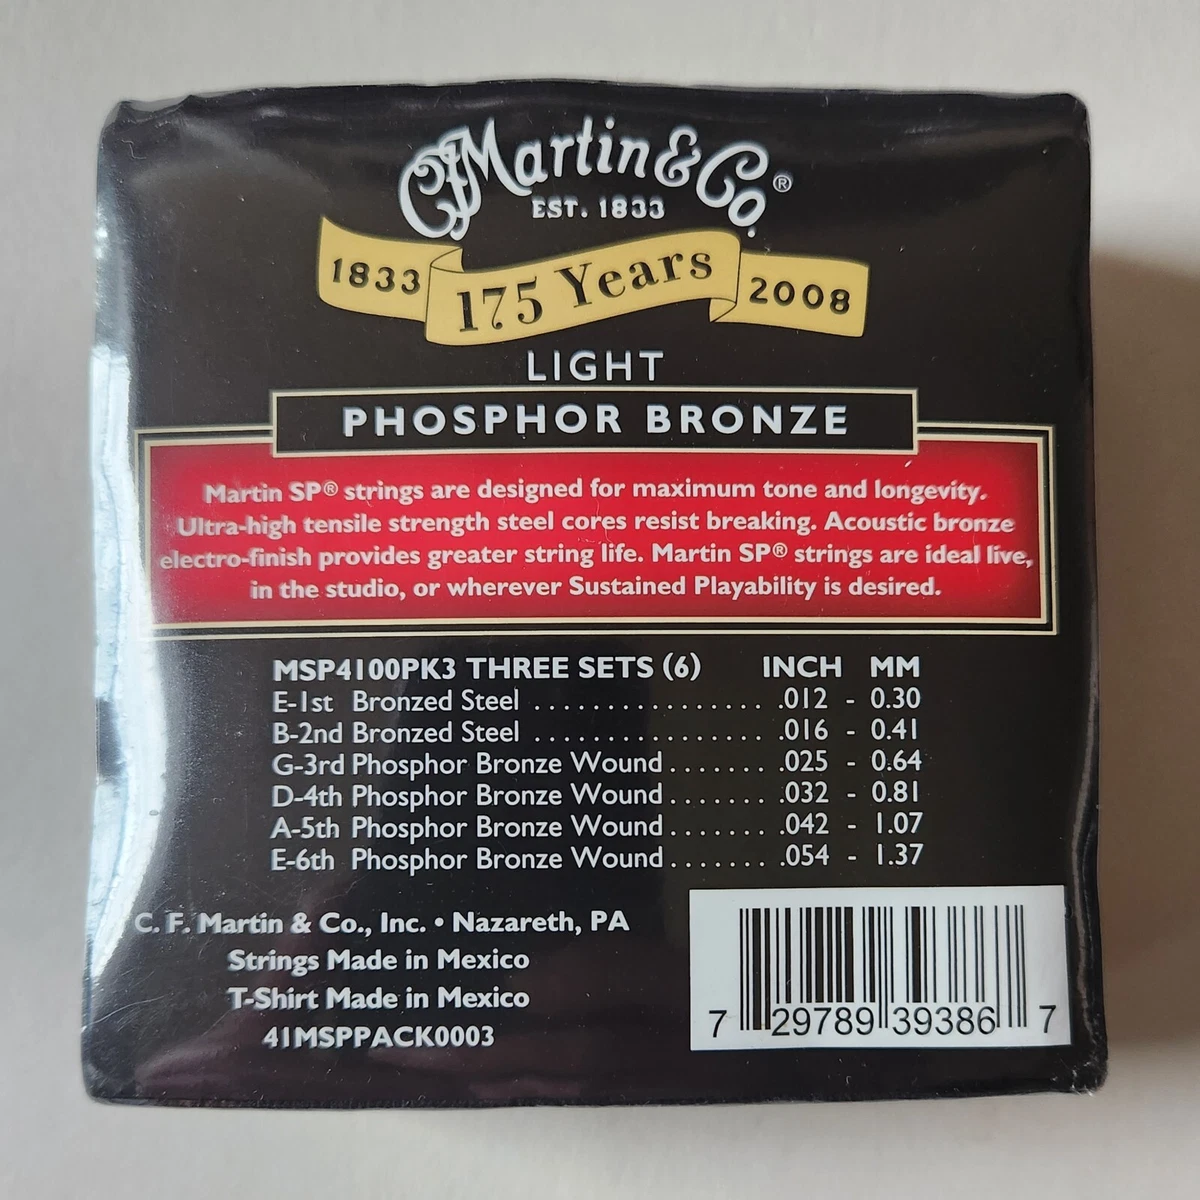 CF Martin & Co.®
EST. 1833
1833 175 Years 2008
LIGHT
PHOSPHOR BRONZE
Martin SP® strings are designed for maximum tone and longevity.
Ultra-high tensile strength steel cores resist breaking. Acoustic bronze
electro-finish provides greater string life. Martin SP® strings are ideal live,
in the studio, or wherever Sustained Playability is desired.
MSP4100PK3 THREE SETS (6) INCH MM
E-1st Bronzed Steel ................. .012 - 0.30
B-2nd Bronzed Steel ................. .016 - 0.41
G-3rd Phosphor Bronze Wound....... .025 - 0.64
D-4th Phosphor Bronze Wound....... .032 - 0.81
A-5th Phosphor Bronze Wound....... .042 - 1.07
E-6th Phosphor Bronze Wound....... .054 - 1.37
C. F. Martin & Co., Inc. • Nazareth, PA
Strings Made in Mexico
T-Shirt Made in Mexico
41MSPPACK0003
7 29789 39386 7